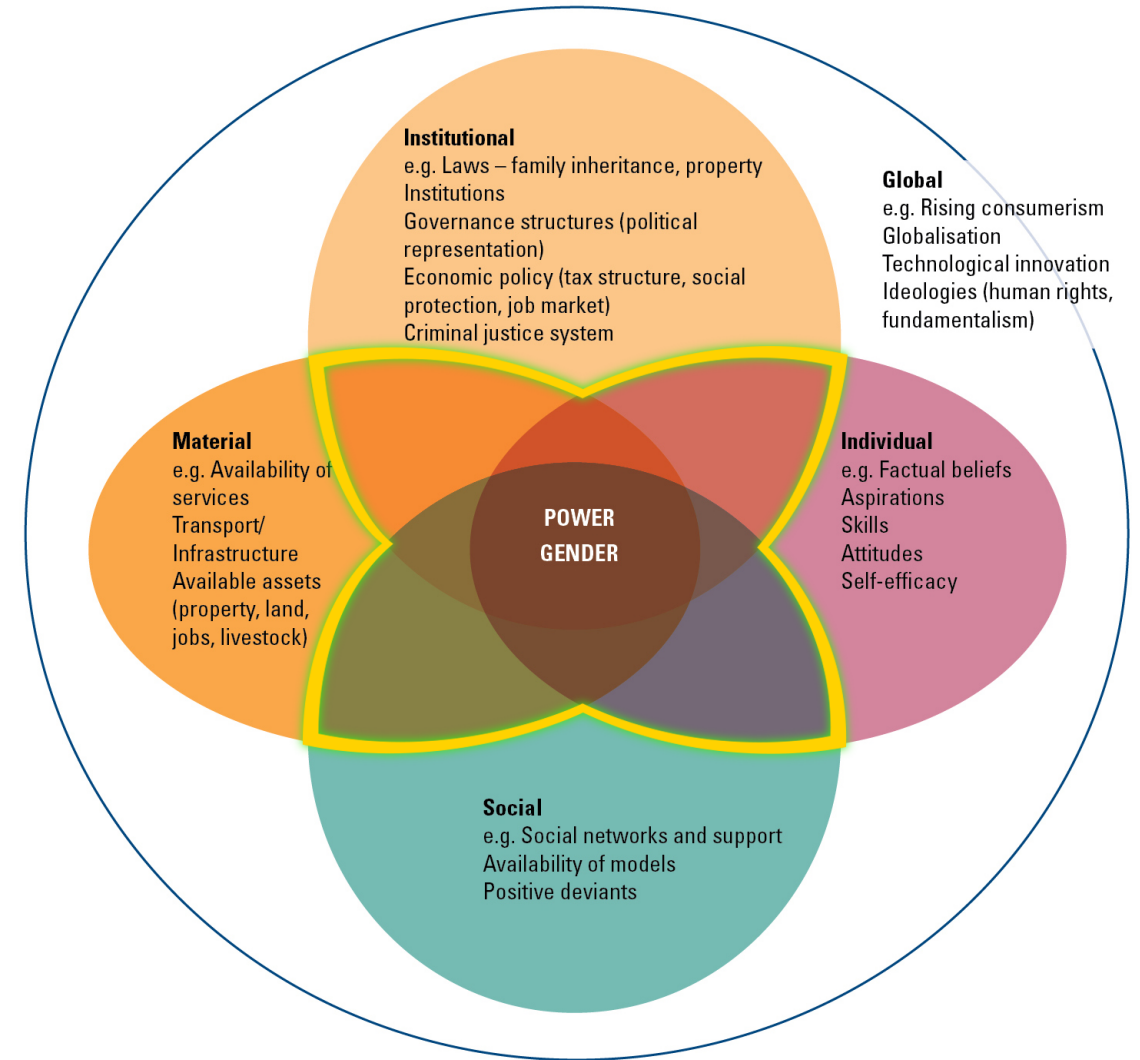 Institutional
e.g. Laws – family inheritance, property
Institutions
Governance structures (political
representation)
Economic policy (tax structure, social
protection, job market)
Criminal justice system
Global
e.g. Rising consumerism
Globalisation
Technological innovation
Ideologies (human rights,
fundamentalism)
Material
e.g. Availability of
services
Transport/
Infrastructure
Available assets
(property, land,
jobs, livestock)
POWER
GENDER
Individual
e.g. Factual beliefs
Aspirations
Skills
Attitudes
Self-efficacy
Social
e.g. Social networks and support
Availability of models
Positive deviants